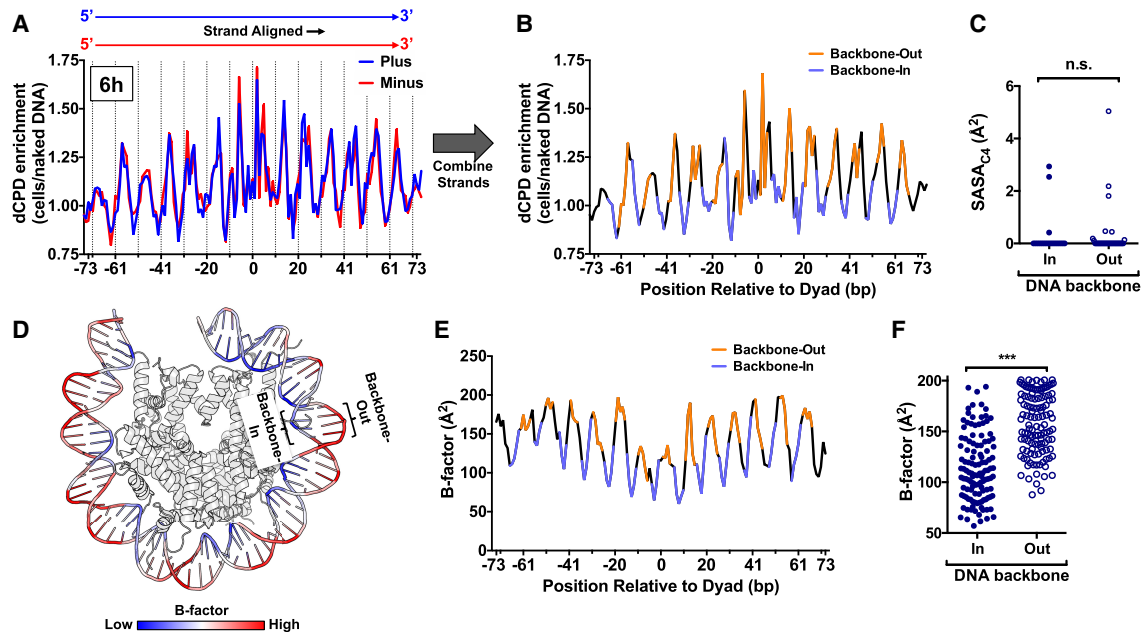 A
5’
3’
Strand Aligned
5’
3’
6h
Plus
Minus
dCPD enrichment
(cells/naked DNA)
1.75
1.50
1.25
1.00
0.75
-73 -61 -41 -20 0 20 41 61 73
Combine
Strands
B
Backbone-Out
Backbone-In
dCPD enrichment
(cells/naked DNA)
1.75
1.50
1.25
1.00
0.75
-73 -61 -41 -20 0 20 41 61 73
Position Relative to Dyad (bp)
C
n.s.
SASA C4 (Å2)
6
4
2
0
In Out
DNA backbone
D
Backbone-
Out
Backbone-
In
B-factor
Low High
E
Backbone-Out
Backbone-In
B-factor (Å2)
250
200
150
100
50
0
-73 -61 -41 -20 0 20 41 61 73
Position Relative to Dyad (bp)
F
***
B-factor (Å2)
200
150
100
50
In Out
DNA backbone